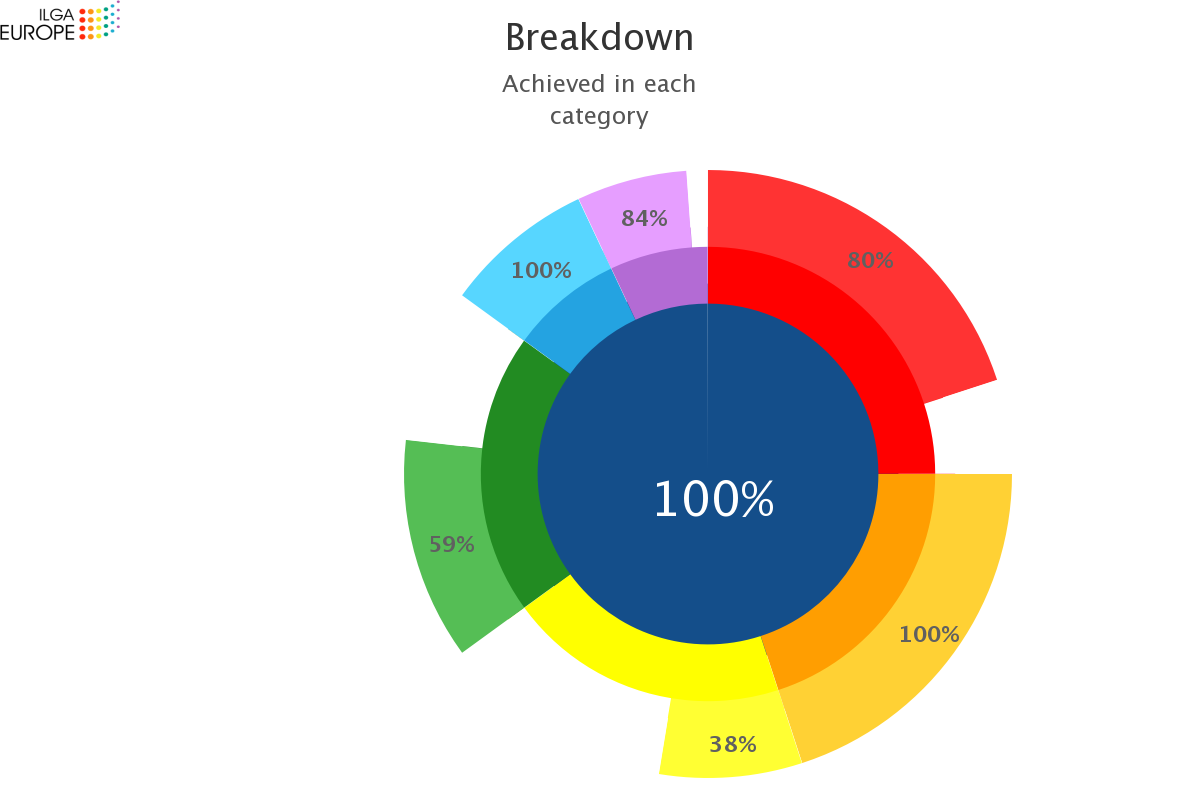 ILGA
EUROPE
Breakdown
Achieved in each
category
84%
80%
100%
100%
59%
100%
38%